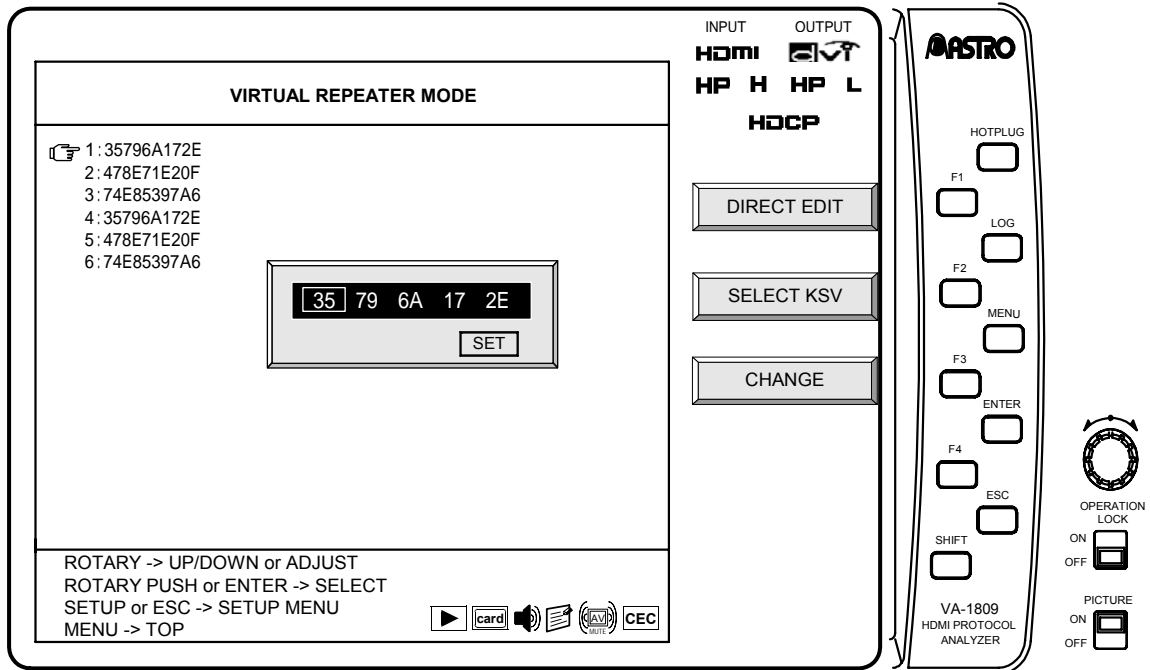 VIRTUAL REPEATER MODE
1:35796A172E
2:478E71E20F
3:74E85397A6
4:35796A172E
5:478E71E20F
6:74E85397A6
35 79 6A 17 2E
SET
ROTARY -> UP/DOWN or ADJUST
ROTARY PUSH or ENTER -> SELECT
SETUP or ESC -> SETUP MENU
MENU -> TOP
card
AV
MUTE
CEC
INPUT OUTPUT
HDMI DVI
HP H HP L
HDCP
DIRECT EDIT
SELECT KSV
CHANGE
ASTRO
HOTPLUG
F1
LOG
F2
MENU
F3
ENTER
F4
ESC
SHIFT
VA-1809
HDMI PROTOCOL
ANALYZER
OPERATION
LOCK
ON
OFF
PICTURE
ON
OFF